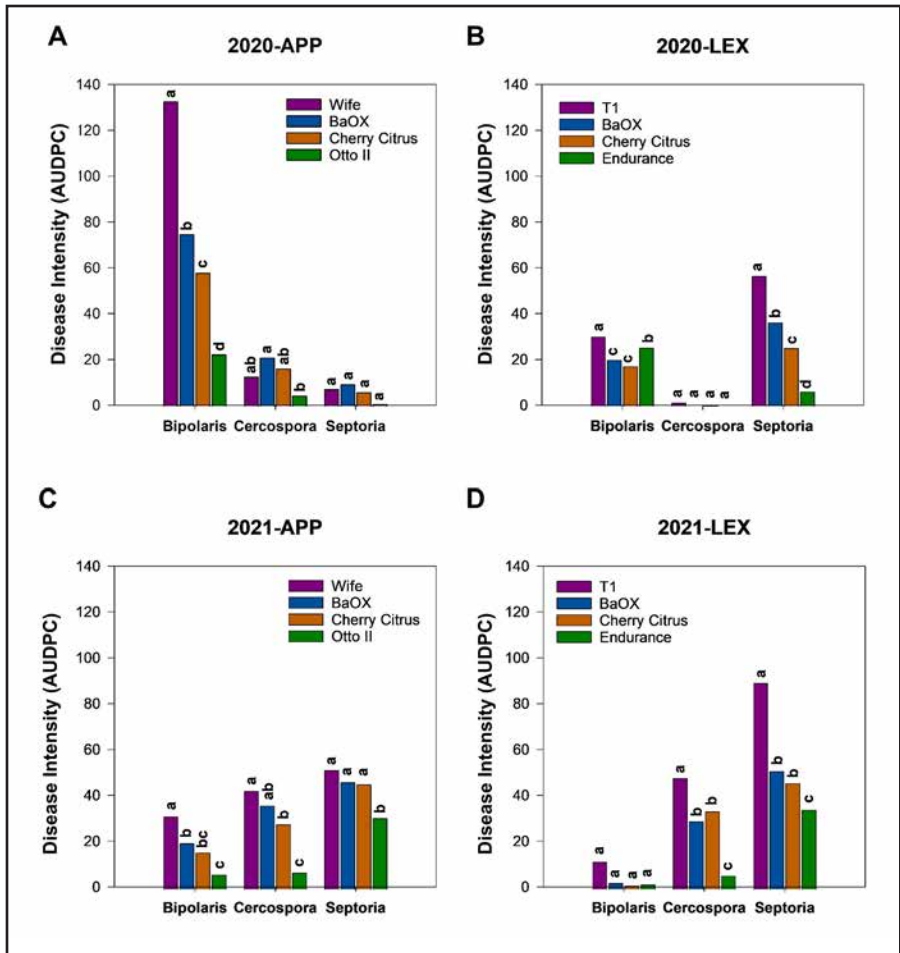 A
2020-APP
Disease Intensity (AUDPC)
140
120
100
80
60
40
20
0
Wife
BaOX
Cherry Citrus
Otto II
a
b
c
d
ab
a
ab
b
a
a
a
a
Bipolaris
Cercospora
Septoria
B
2020-LEX
Disease Intensity (AUDPC)
140
120
100
80
60
40
20
0
T1
BaOX
Cherry Citrus
Endurance
a
c
c
b
a
a
a
a
a
b
c
d
Bipolaris
Cercospora
Septoria
C
2021-APP
Disease Intensity (AUDPC)
140
120
100
80
60
40
20
0
Wife
BaOX
Cherry Citrus
Otto II
a
b
bc
c
a
ab
b
c
a
a
a
b
Bipolaris
Cercospora
Septoria
D
2021-LEX
Disease Intensity (AUDPC)
140
120
100
80
60
40
20
0
T1
BaOX
Cherry Citrus
Endurance
a
a
a
a
a
b
b
c
a
b
b
c
Bipolaris
Cercospora
Septoria